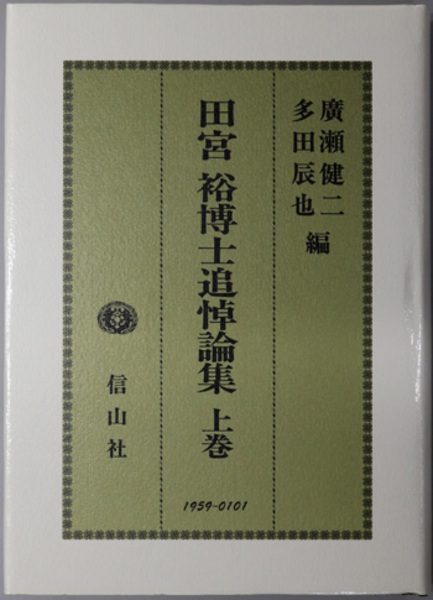 廣瀬健二
多田辰也 編
田宮 裕博士追悼論集 上巻
信山社
1959-0101